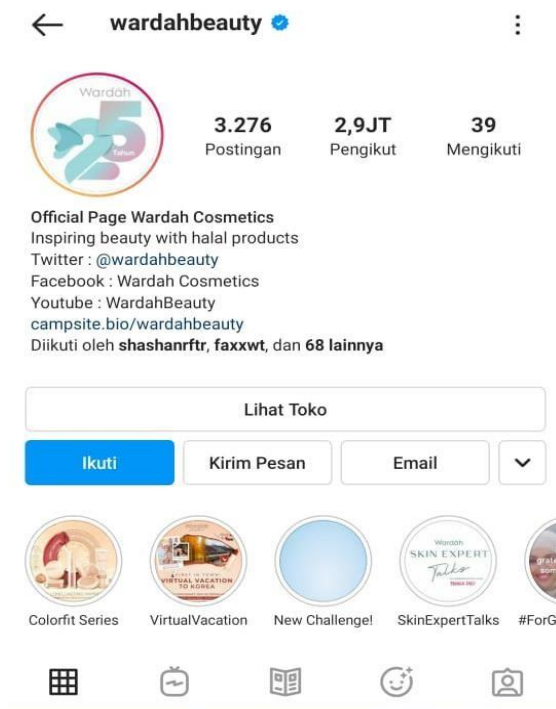 wardahbeauty
Wardah
25
Tahun
3.276 2,9JT 39
Postingan Pengikut Mengikuti
Official Page Wardah Cosmetics
Inspiring beauty with halal products
Twitter : @wardahbeauty
Facebook : Wardah Cosmetics
Youtube : WardahBeauty
campsite.bio/wardahbeauty
Diikuti oleh shashanrftr, faxxwt, dan 68 lainnya
Lihat Toko
Ikuti Kirim Pesan Email
VIRTUAL VACATION
TO KOREA
Wardah
SKIN EXPERT
Talks
Colorfit Series VirtualVacation New Challenge! SkinExpertTalks #ForG